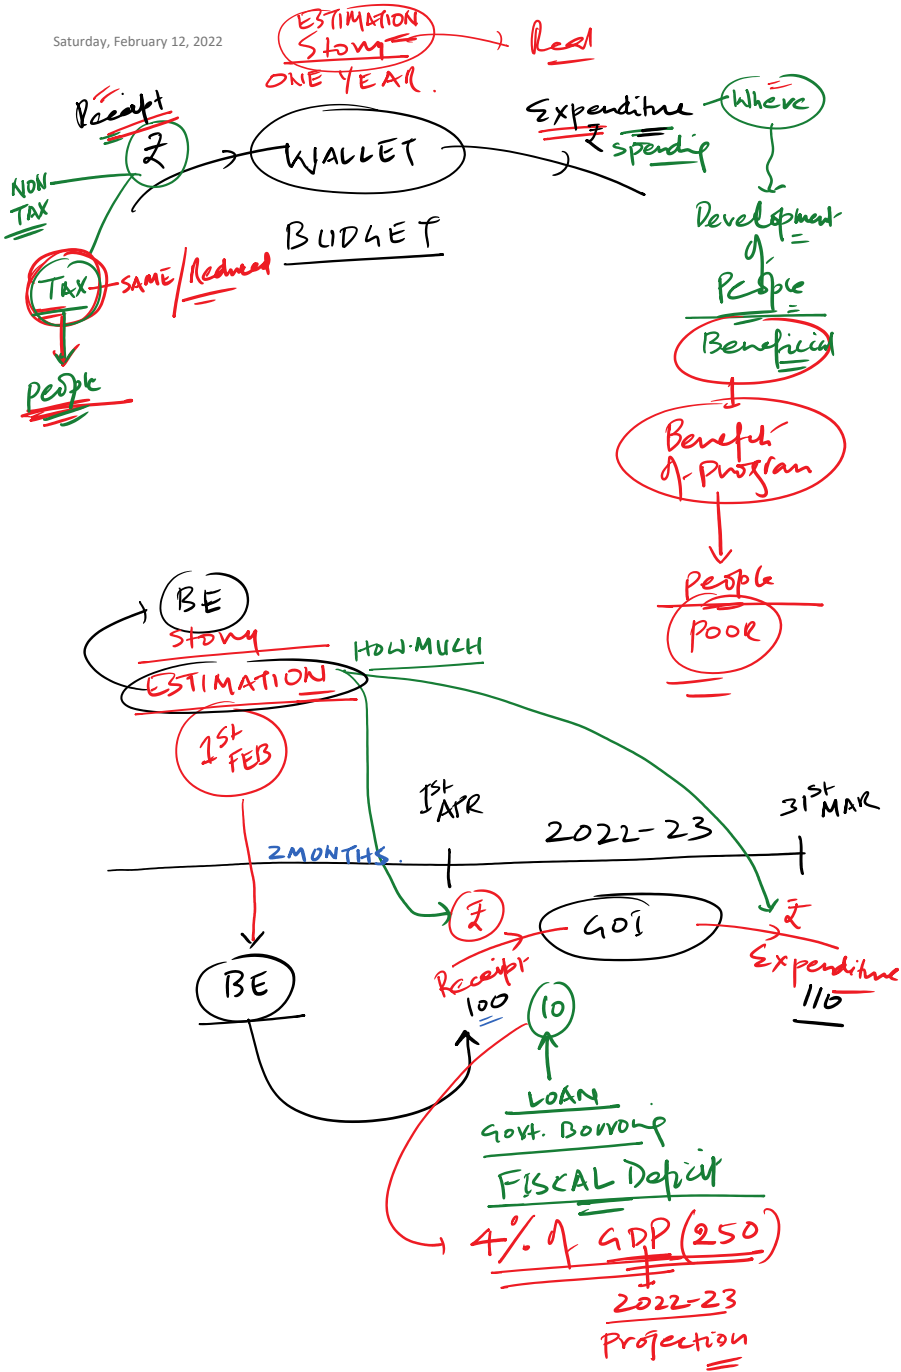 Saturday, February 12, 2022
ESTIMATION
Story
ONE YEAR.
Real
Receipt
₹
WALLET
BUDGET
Expenditure
₹
spending
Where
NON
TAX
TAX
SAME/Reduced
people
Development
of
People
Beneficial
Benefit
of program
people
POOR
BE
Story
ESTIMATION
HOW MUCH
1st
FEB
1st
APR
2022-23
31st
MAR
2 MONTHS.
₹
Receipt
100
GOI
₹
Expenditure
110
BE
10
LOAN
Govt. Borrowing
FISCAL Deficit
4% of GDP (250)
2022-23
Projection